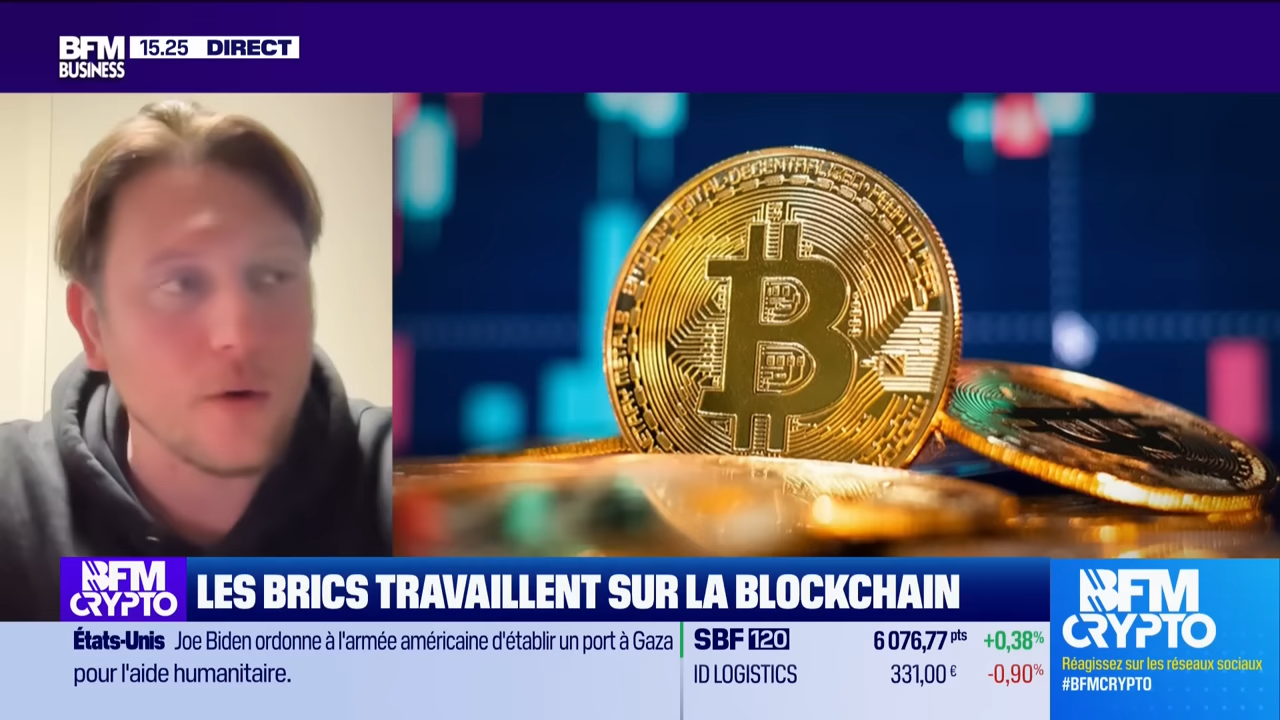 BFM
BUSINESS
15.25 DIRECT
BFM
CRYPTO
LES BRICS TRAVAILLENT SUR LA BLOCKCHAIN
États-Unis Joe Biden ordonne à l'armée américaine d'établir un port à Gaza
pour l'aide humanitaire.
SBF 120 6 076,77 pts +0,38%
ID LOGISTICS 331,00 € -0,90%
BFM
CRYPTO
Réagissez sur les réseaux sociaux
#BFMCRYPTO